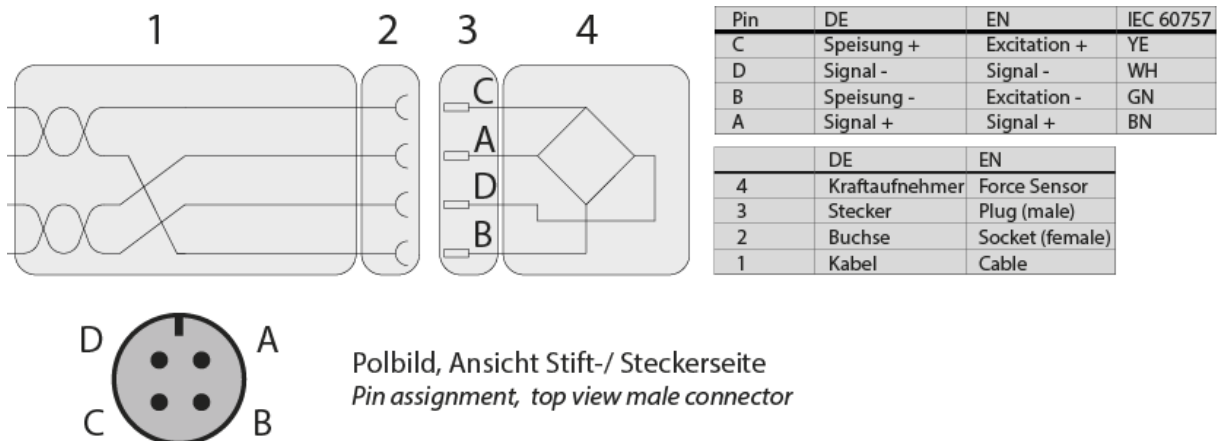 1 2 3 4
C
A
D
B
Pin DE EN IEC 60757
C Speisung + Excitation + YE
D Signal - Signal - WH
B Speisung - Excitation - GN
A Signal + Signal + BN
DE EN
4 Kraftaufnehmer Force Sensor
3 Stecker Plug (male)
2 Buchse Socket (female)
1 Kabel Cable
D A
C B
Polbild, Ansicht Stift-/ Steckerseite
Pin assignment, top view male connector